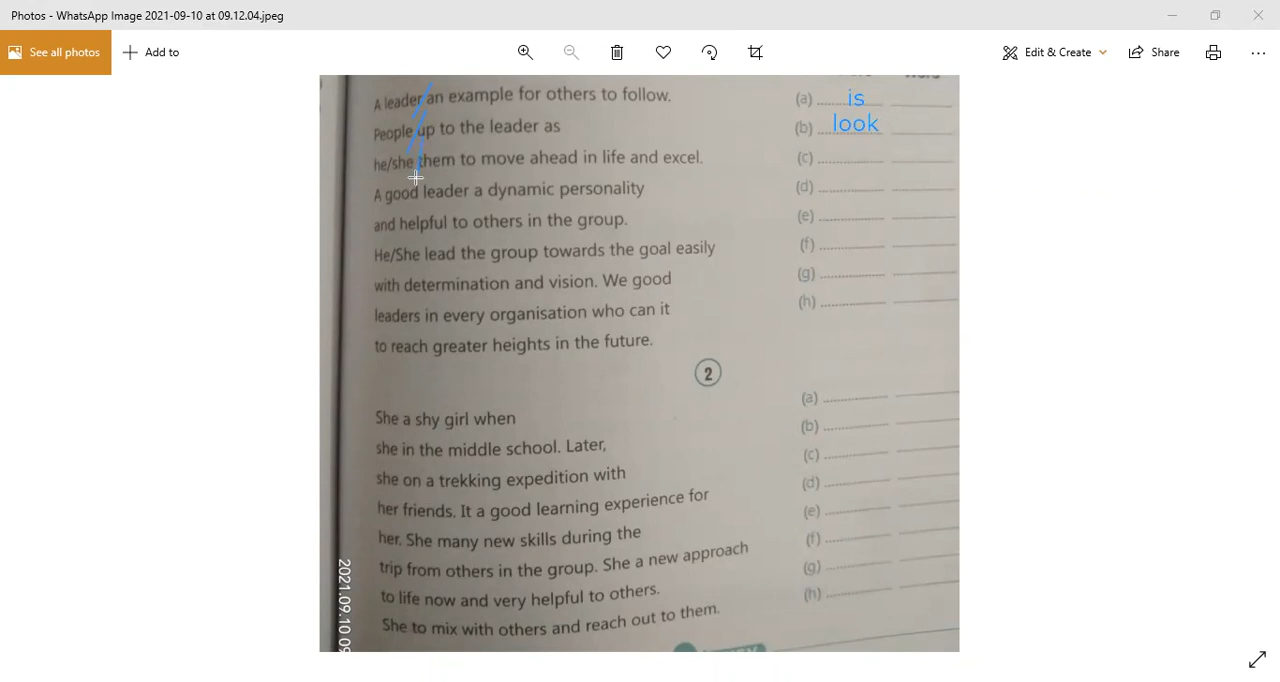 Photos - WhatsApp Image 2021-09-10 at 09.12.04.jpeg
See all photos
Add to
Edit & Create
Share
A leader an example for others to follow. (a) is
People up to the leader as (b) look
he/she them to move ahead in life and excel. (c)
A good leader a dynamic personality (d)
and helpful to others in the group. (e)
He/She lead the group towards the goal easily (f)
with determination and vision. We good (g)
leaders in every organisation who can it (h)
to reach greater heights in the future.
2
She a shy girl when (a)
she in the middle school. Later, (b)
she on a trekking expedition with (c)
her friends. It a good learning experience for (d)
her. She many new skills during the (e)
trip from others in the group. She a new approach (f)
to life now and very helpful to others. (g)
She to mix with others and reach out to them. (h)
2021.09.10 09